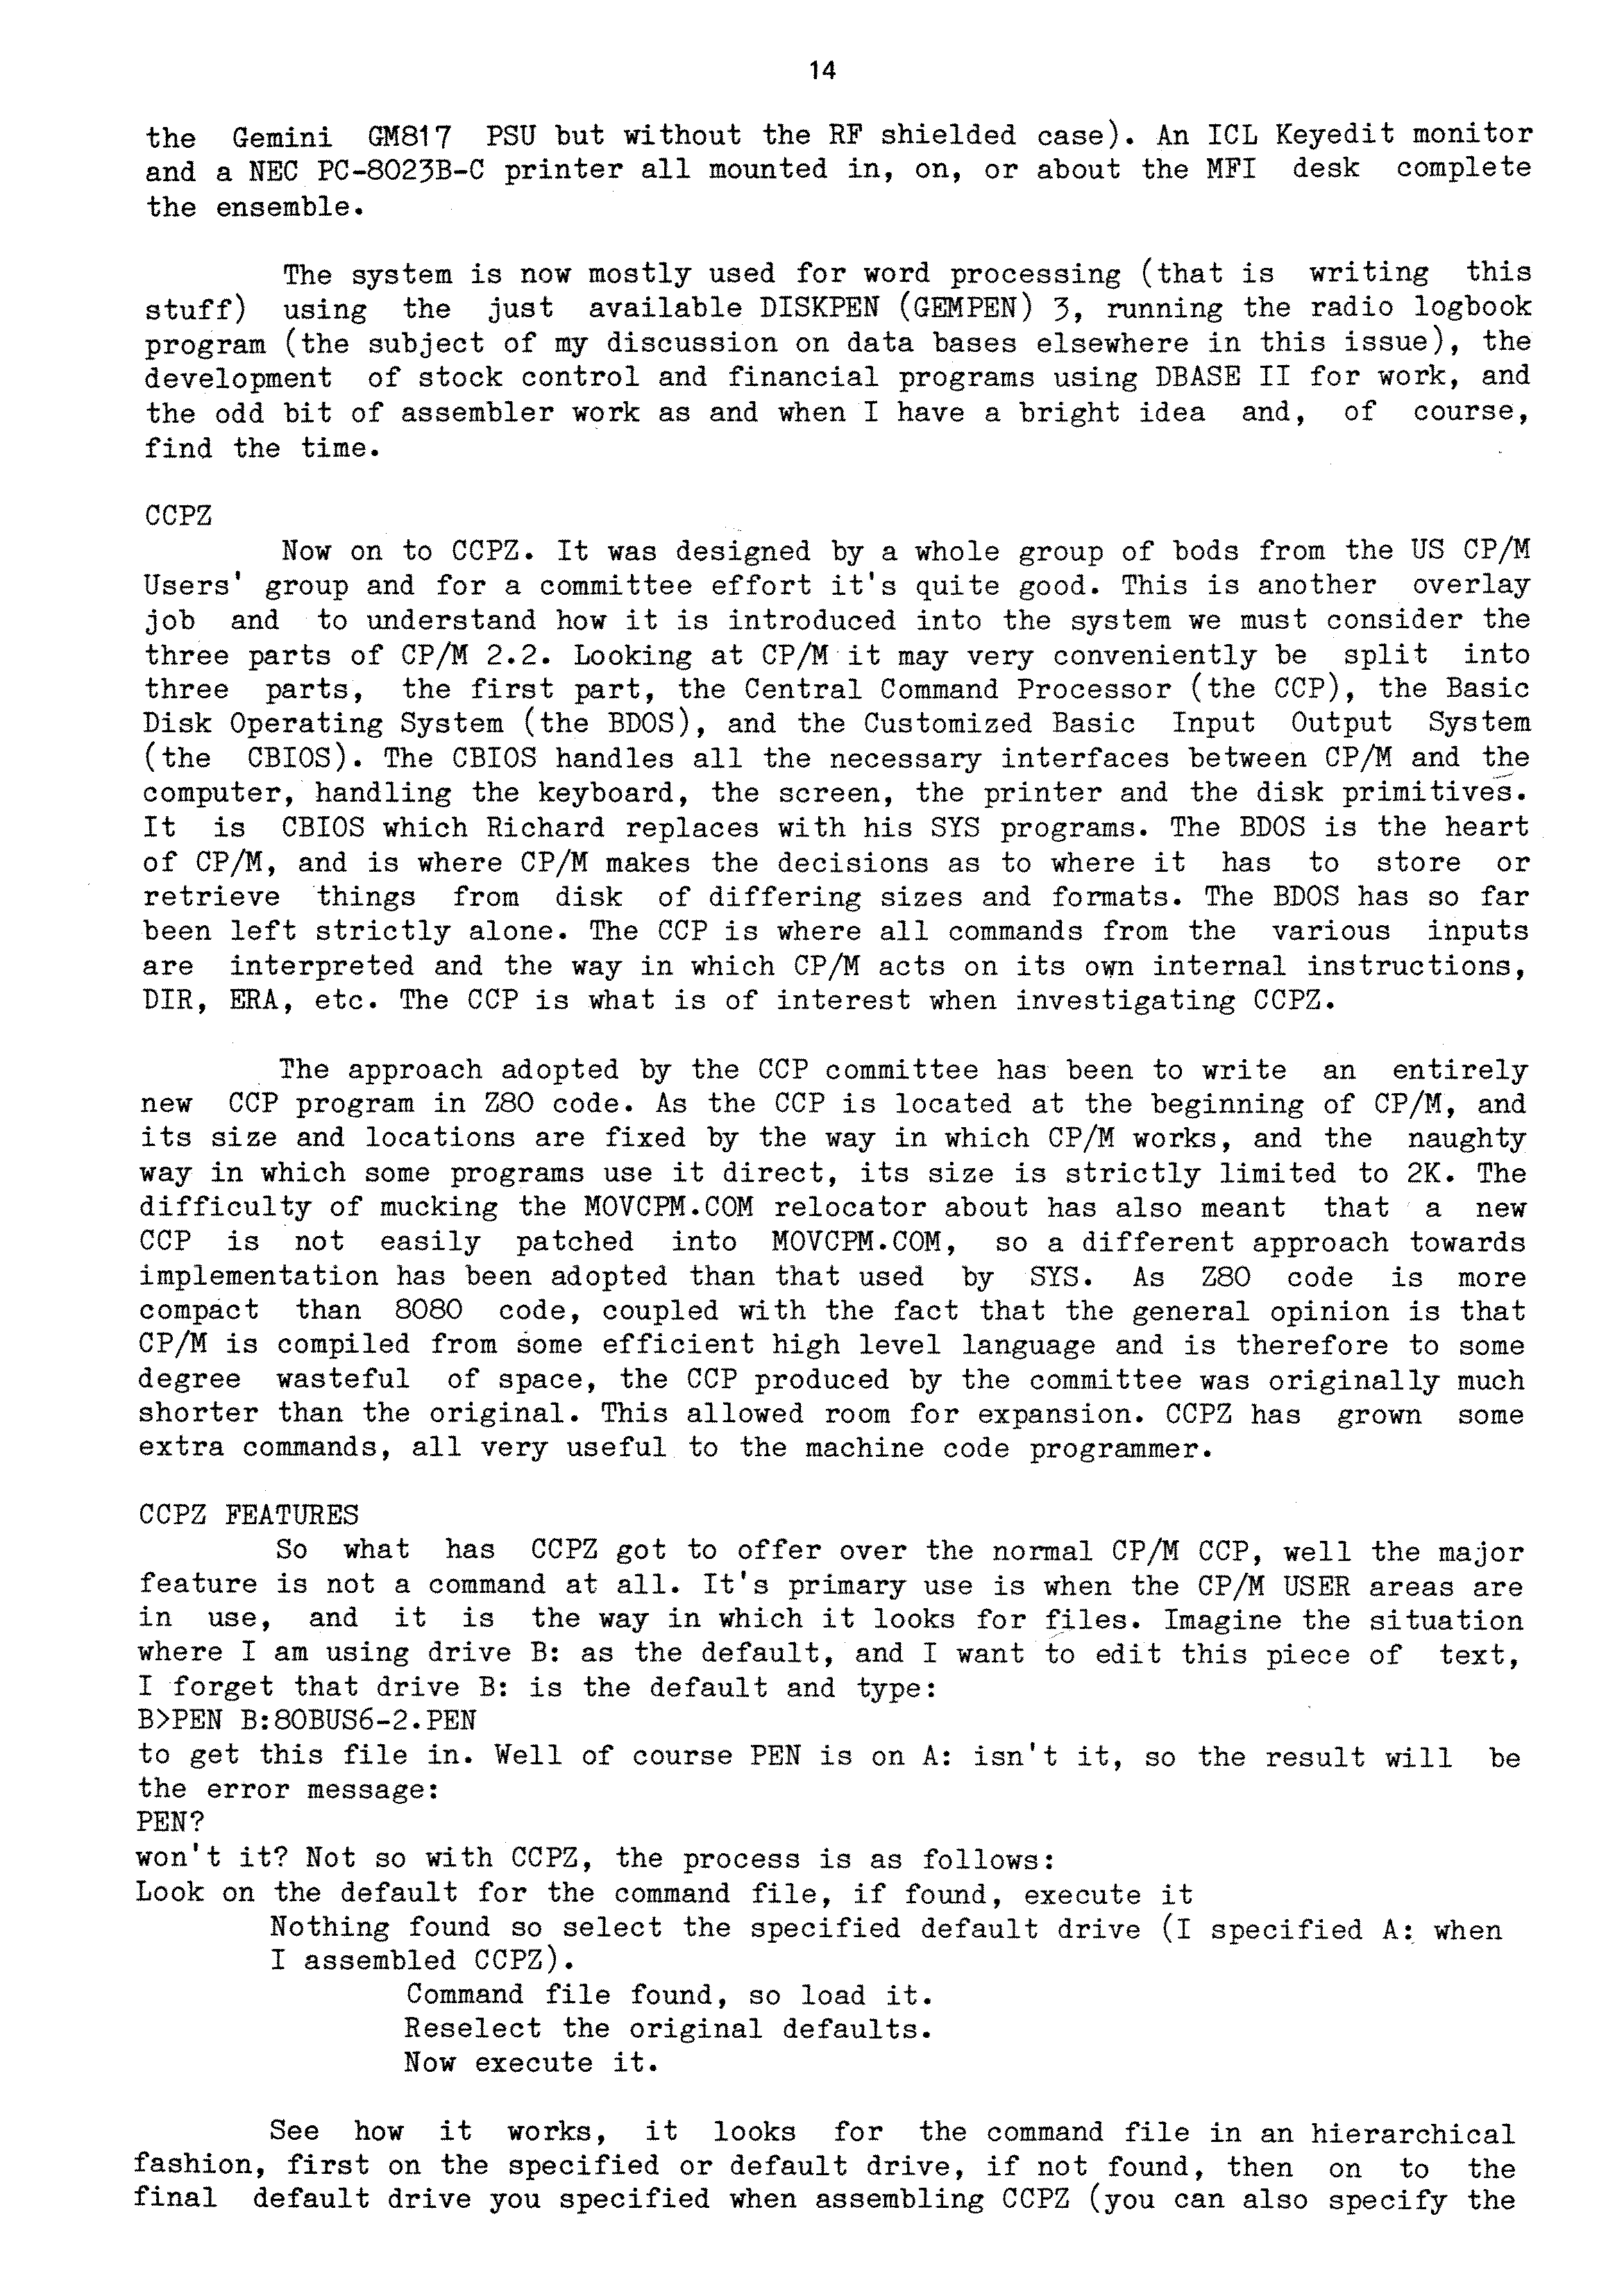 14
the Gemini GM817 PSU but without the RF shielded case). An ICL Keyedit monitor
and a NEC PC-8023B-C printer all mounted in, on, or about the MFI desk complete
the ensemble.
The system is now mostly used for word processing (that is writing this
stuff) using the just available DISKPEN (GEMPEN) 3, running the radio logbook
program (the subject of my discussion on data bases elsewhere in this issue), the
development of stock control and financial programs using DBASE II for work, and
the odd bit of assembler work as and when I have a bright idea and, of course,
find the time.
CCPZ
Now on to CCPZ. It was designed by a whole group of bods from the US CP/M
Users' group and for a committee effort it's quite good. This is another overlay
job and to understand how it is introduced into the system we must consider the
three parts of CP/M 2.2. Looking at CP/M it may very conveniently be split into
three parts, the first part, the Central Command Processor (the CCP), the Basic
Disk Operating System (the BDOS), and the Customized Basic Input Output System
(the CBIOS). The CBIOS handles all the necessary interfaces between CP/M and the
computer, handling the keyboard, the screen, the printer and the disk primitives.
It is CBIOS which Richard replaces with his SYS programs. The BDOS is the heart
of CP/M, and is where CP/M makes the decisions as to where it has to store or
retrieve things from disk of differing sizes and formats. The BDOS has so far
been left strictly alone. The CCP is where all commands from the various inputs
are interpreted and the way in which CP/M acts on its own internal instructions,
DIR, ERA, etc. The CCP is what is of interest when investigating CCPZ.
The approach adopted by the CCP committee has been to write an entirely
new CCP program in Z80 code. As the CCP is located at the beginning of CP/M, and
its size and locations are fixed by the way in which CP/M works, and the naughty
way in which some programs use it direct, its size is strictly limited to 2K. The
difficulty of mucking the MOVCPM.COM relocator about has also meant that a new
CCP is not easily patched into MOVCPM.COM, so a different approach towards
implementation has been adopted than that used by SYS. As Z80 code is more
compact than 8080 code, coupled with the fact that the general opinion is that
CP/M is compiled from some efficient high level language and is therefore to some
degree wasteful of space, the CCP produced by the committee was originally much
shorter than the original. This allowed room for expansion. CCPZ has grown some
extra commands, all very useful to the machine code programmer.
CCPZ FEATURES
So what has CCPZ got to offer over the normal CP/M CCP, well the major
feature is not a command at all. It's primary use is when the CP/M USER areas are
in use, and it is the way in which it looks for files. Imagine the situation
where I am using drive B: as the default, and I want to edit this piece of text,
I forget that drive B: is the default and type:
B>PEN B:80BUS6-2.PEN
to get this file in. Well of course PEN is on A: isn't it, so the result will be
the error message:
PEN?
won't it? Not so with CCPZ, the process is as follows:
Look on the default for the command file, if found, execute it
Nothing found so select the specified default drive (I specified A: when
I assembled CCPZ).
Command file found, so load it.
Reselect the original defaults.
Now execute it.
See how it works, it looks for the command file in an hierarchical
fashion, first on the specified or default drive, if not found, then on to the
final default drive you specified when assembling CCPZ (you can also specify the